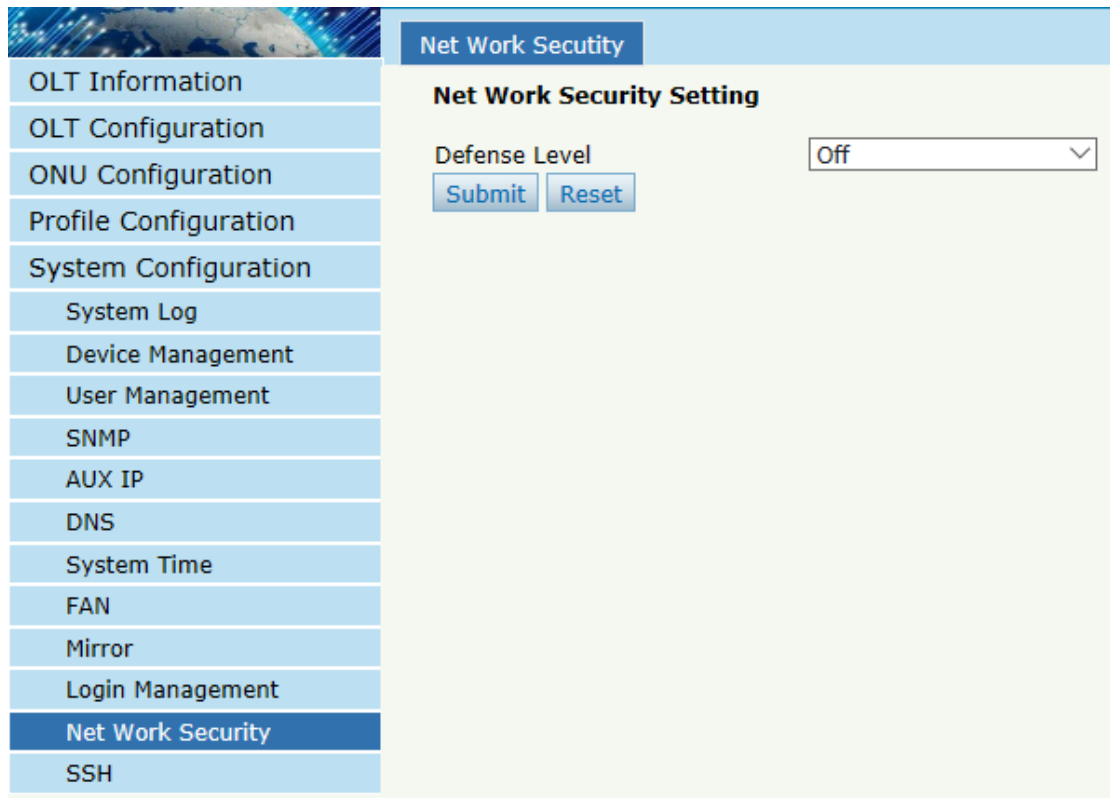 Net Work Secutity
OLT Information
OLT Configuration
ONU Configuration
Profile Configuration
System Configuration
System Log
Device Management
User Management
SNMP
AUX IP
DNS
System Time
FAN
Mirror
Login Management
Net Work Security
SSH
Net Work Security Setting
Defense Level Off
Submit Reset